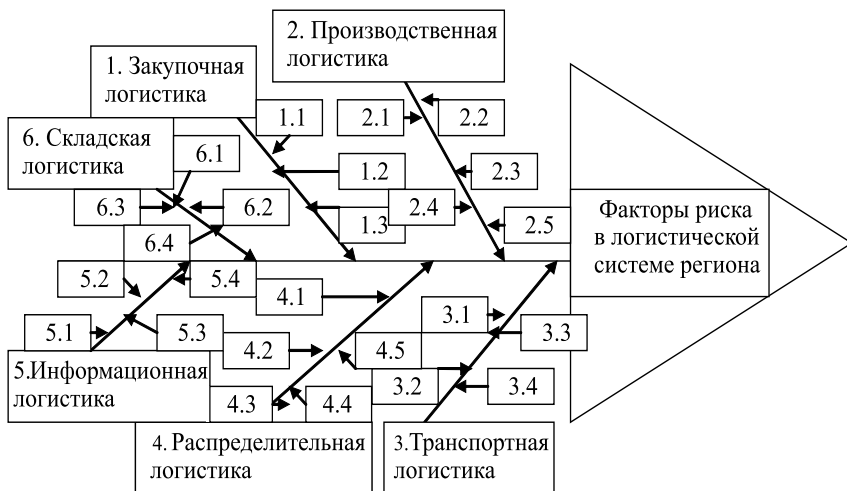 2. Производственная
логистика
1. Закупочная
логистика
1.1
2.1
2.2
6. Складская
логистика
6.1
1.2
2.3
6.3
6.2
1.3
2.4
2.5
6.4
Факторы риска
в логистической
системе региона
5.2
5.4
4.1
3.1
5.1
5.3
3.3
4.2
4.5
5.Информационная
логистика
3.2
3.4
4.3
4.4
4. Распределительная
логистика
3.Транспортная
логистика